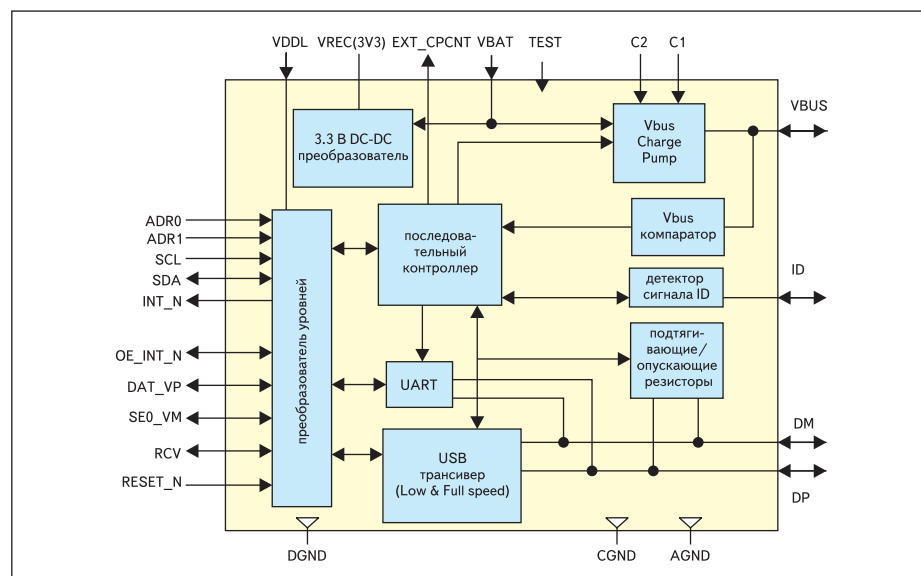 VDDL VREC(3V3) EXT_CPCNT VBAT TEST C2 C1
VBUS
3.3 В DC-DC
преобразователь
Vbus
Charge
Pump
ADR0
ADR1
SCL
SDA
INT_N
OE_INT_N
DAT_VP
SE0_VM
RCV
RESET_N
преобразователь уровней
последова-
тельный
контроллер
Vbus
компаратор
детектор
сигнала ID
ID
подтяги-
вающие/
опускающие
резисторы
UART
USB
трансивер
(Low & Full speed)
DM
DP
DGND CGND AGND